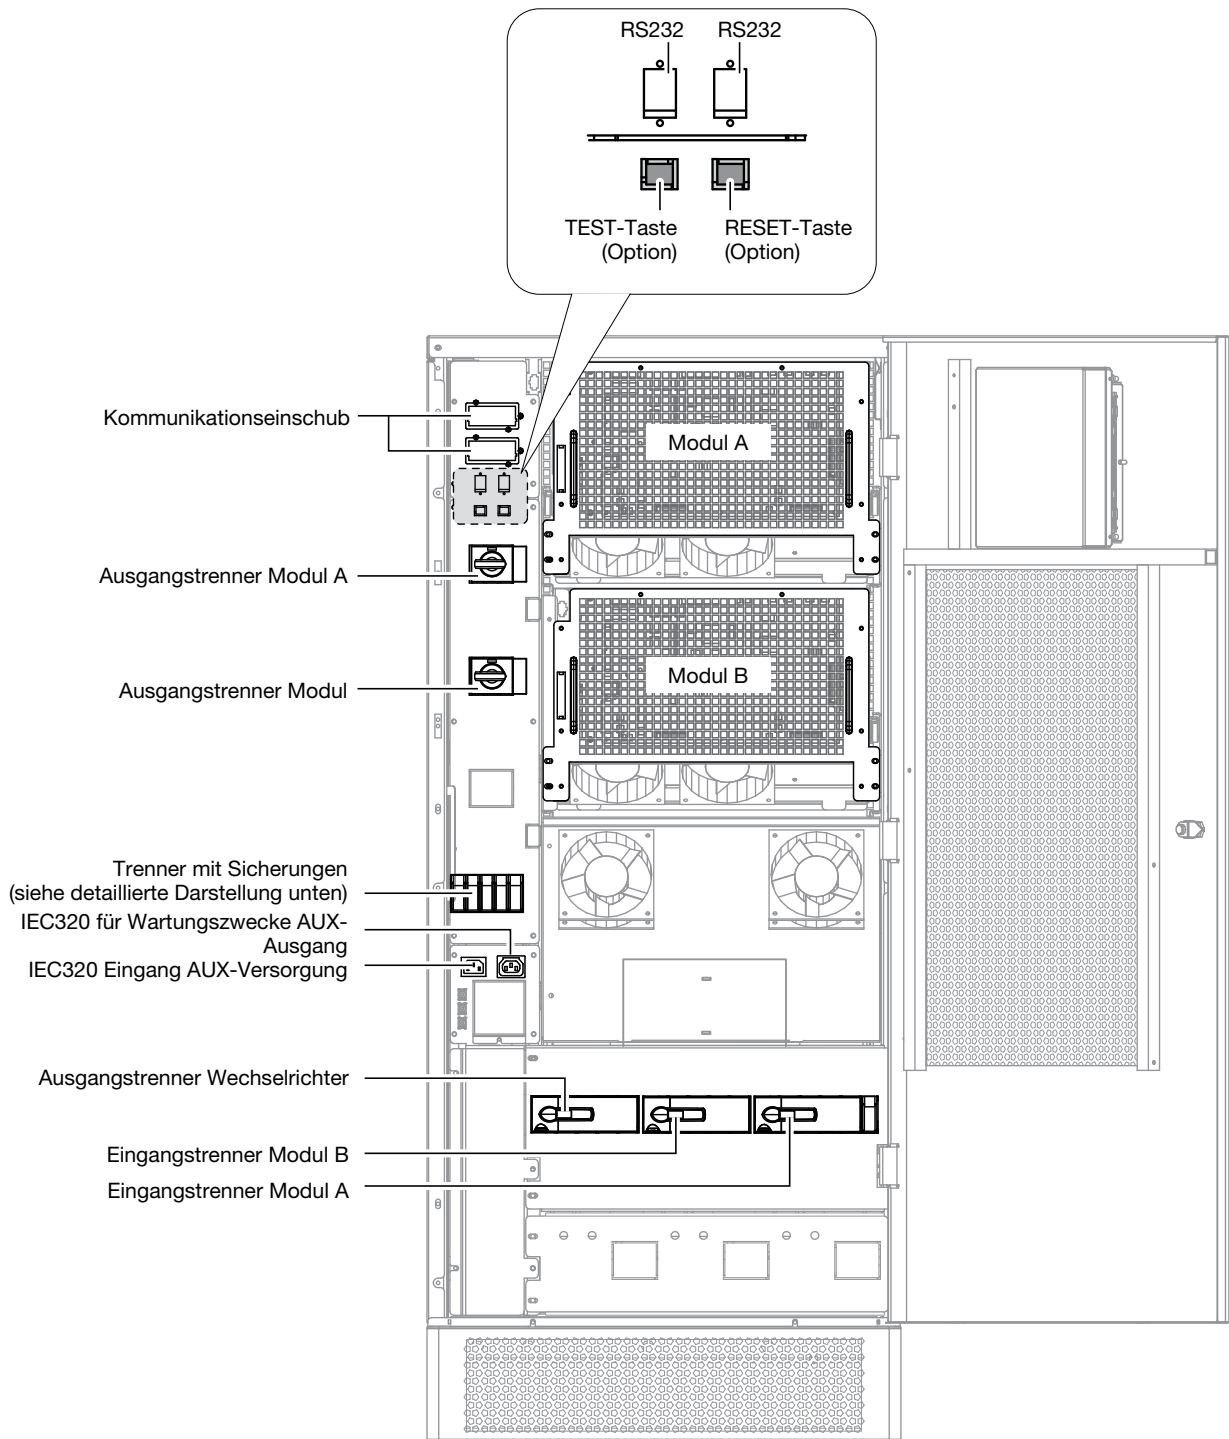 RS232 RS232
TEST-Taste
(Option)
RESET-Taste
(Option)
Kommunikationseinschub
Modul A
Ausgangstrenner Modul A
Modul B
Ausgangstrenner Modul
Trenner mit Sicherungen
(siehe detaillierte Darstellung unten)
IEC320 für Wartungszwecke AUX-
Ausgang
IEC320 Eingang AUX-Versorgung
Ausgangstrenner Wechselrichter
Eingangstrenner Modul B
Eingangstrenner Modul A